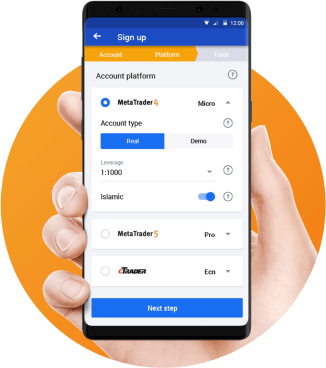 12:00
Sign up
Account Platform Trade
Account platform ?
MetaTrader 4 Micro
Account type ?
Real Demo
Leverage
1:1000 ?
Islamic ?
MetaTrader 5 Pro
cTRADER Ecn
Next step